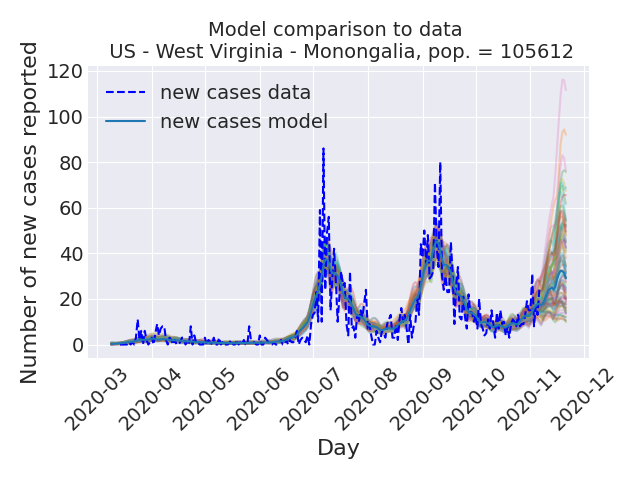 Model comparison to data
US - West Virginia - Monongalia, pop. = 105612
Number of new cases reported
120
100
80
60
40
20
0
new cases data
new cases model
2020-03
2020-04
2020-05
2020-06
2020-07
2020-08
2020-09
2020-10
2020-11
2020-12
Day